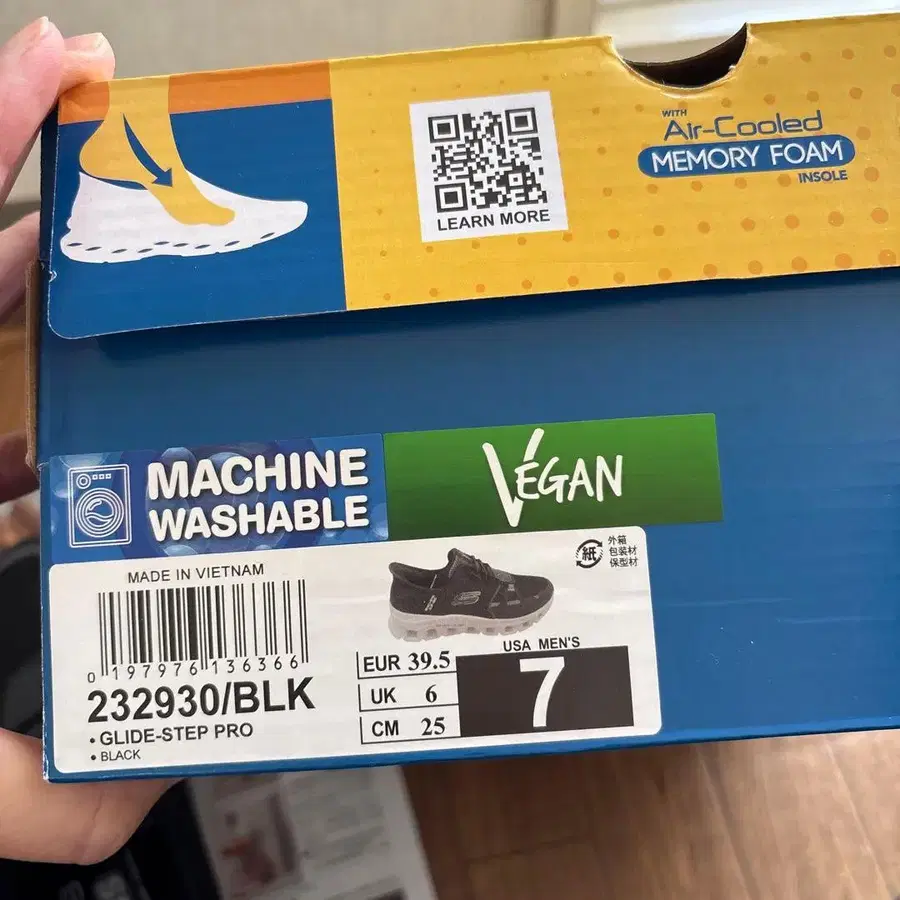 LEARN MORE
WITH
Air-Cooled
MEMORY FOAM
INSOLE
MACHINE
WASHABLE
VEGAN
MADE IN VIETNAM
0 197976 136366
232930/BLK
• GLIDE-STEP PRO
• BLACK
紙
外箱
包装材
保型材
USA MEN'S
7
EUR 39.5
UK 6
CM 25